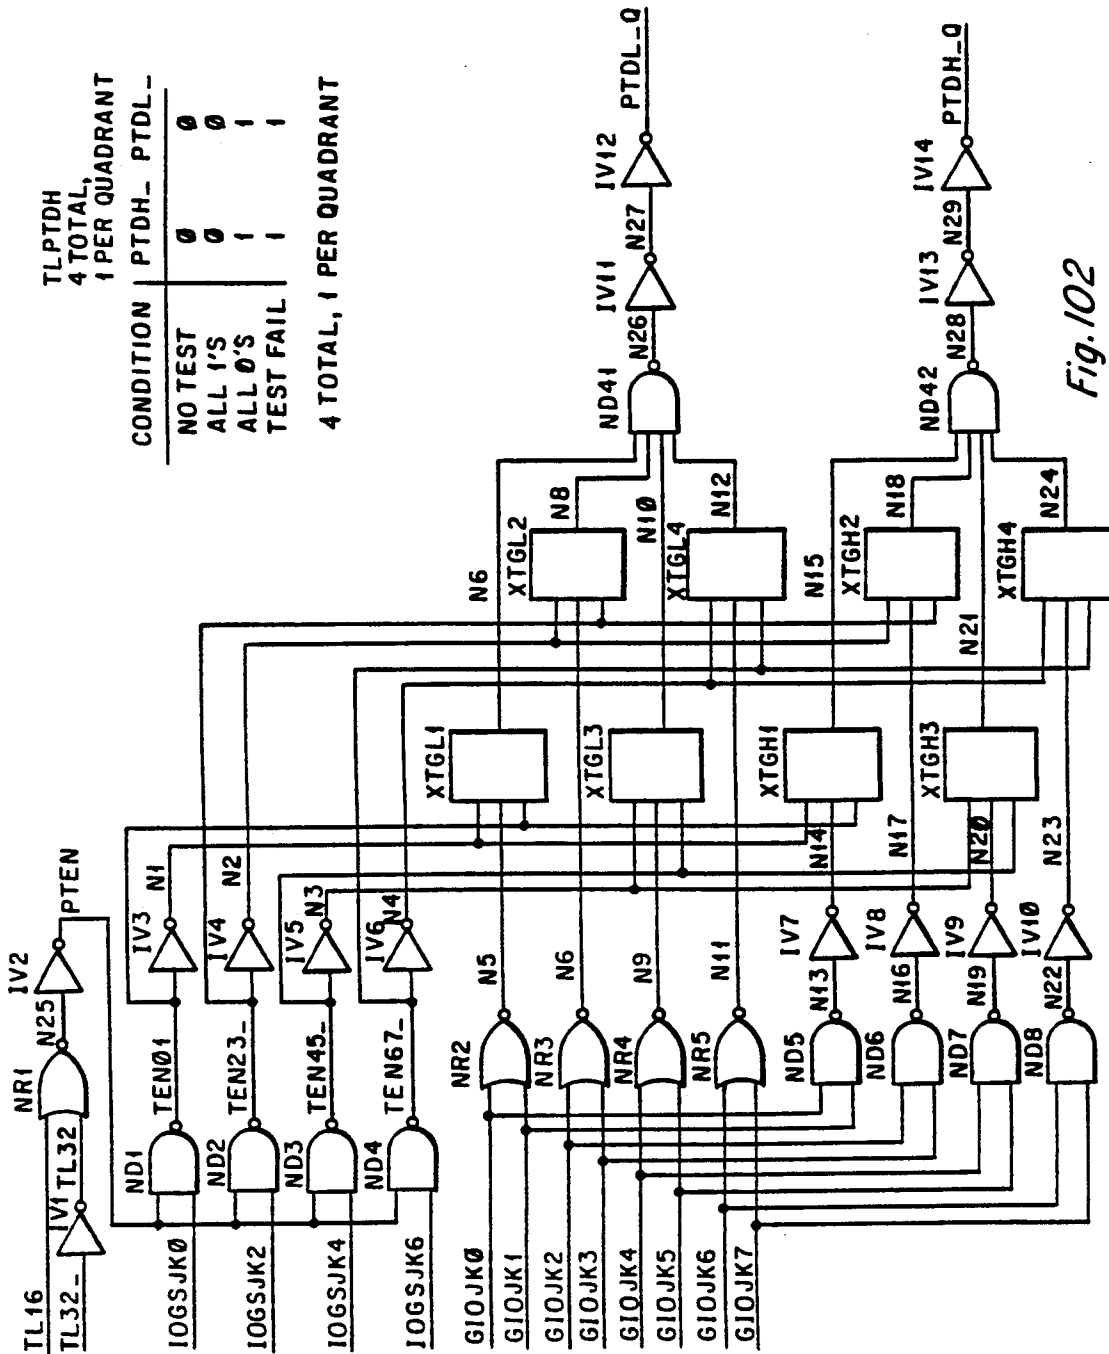 TLPTDH
4 TOTAL,
1 PER QUADRANT
CONDITION PTDH_ PTDL_
NO TEST 0 0
ALL 1'S 0 0
ALL 0'S 1 1
TEST FAIL 1 1
4 TOTAL, 1 PER QUADRANT
TL16
TL32_
IV1
TL32
NR1
N25
IV2
PTEN
IOGSJK0
IOGSJK2
IOGSJK4
IOGSJK6
ND1
ND2
ND3
ND4
TEN01
TEN23_
TEN45_
TEN67_
IV3
IV4
IV5
IV6
N1
N2
N3
N4
GIOJK0
GIOJK1
GIOJK2
GIOJK3
GIOJK4
GIOJK5
GIOJK6
GIOJK7
NR2
NR3
NR4
NR5
ND5
ND6
ND7
ND8
N5
N6
N9
N11
N13
N16
N19
N22
IV7
IV8
IV9
IV10
N14
N17
N20
N23
XTGL1
XTGL3
XTGH1
XTGH3
XTGL2
XTGL4
XTGH2
XTGH4
N6
N8
N10
N12
N15
N18
N21
N24
ND41
ND42
N26
IV11
N27
IV12
PTDL_Q
N28
IV13
N29
IV14
PTDH_Q
Fig. 102